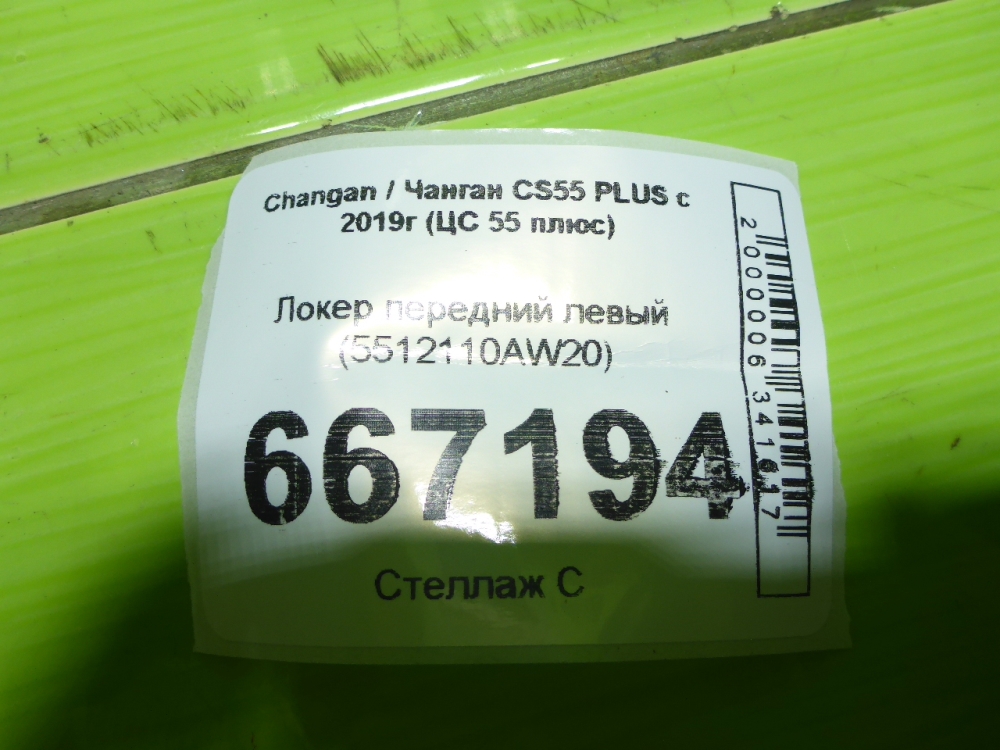 Changan / Чанган CS55 PLUS с
2019г (ЦС 55 плюс)
Локер передний левый
(5512110AW20)
667194
Стеллаж С
2000006341617